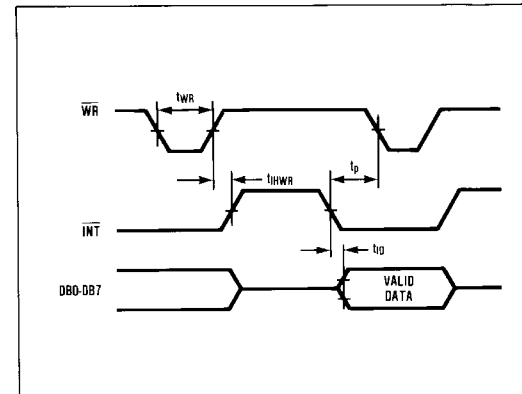 WR
tWR
tIHWR
tp
INT
tID
DB0-DB7
VALID
DATA